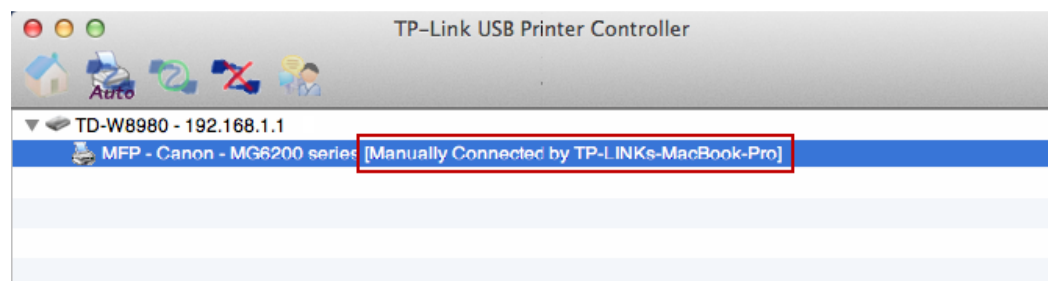 TP-Link USB Printer Controller
Auto
TD-W8980 - 192.168.1.1
MFP - Canon - MG6200 series [Manually Connected by TP-LINKs-MacBook-Pro]